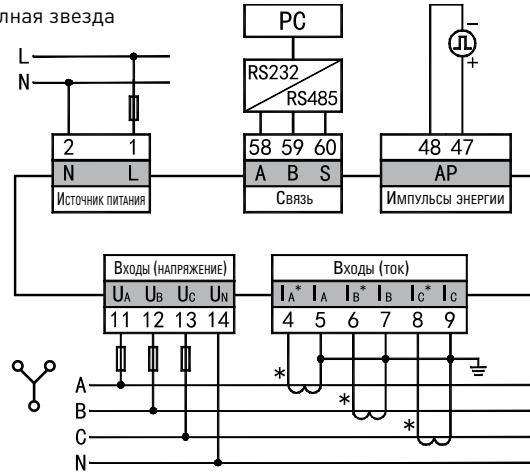 лная звезда
PC
L
N
RS232
RS485
2 1
58 59 60
48 47
N L
A B S
AP
Источник питания
Связь
Импульсы энергии
− +
Входы (напряжение)
Входы (ток)
UA UB UC UN
IA* IA IB* IB IC* IC
11 12 13 14
4 5 6 7 8 9
*
*
*
A
B
C
N